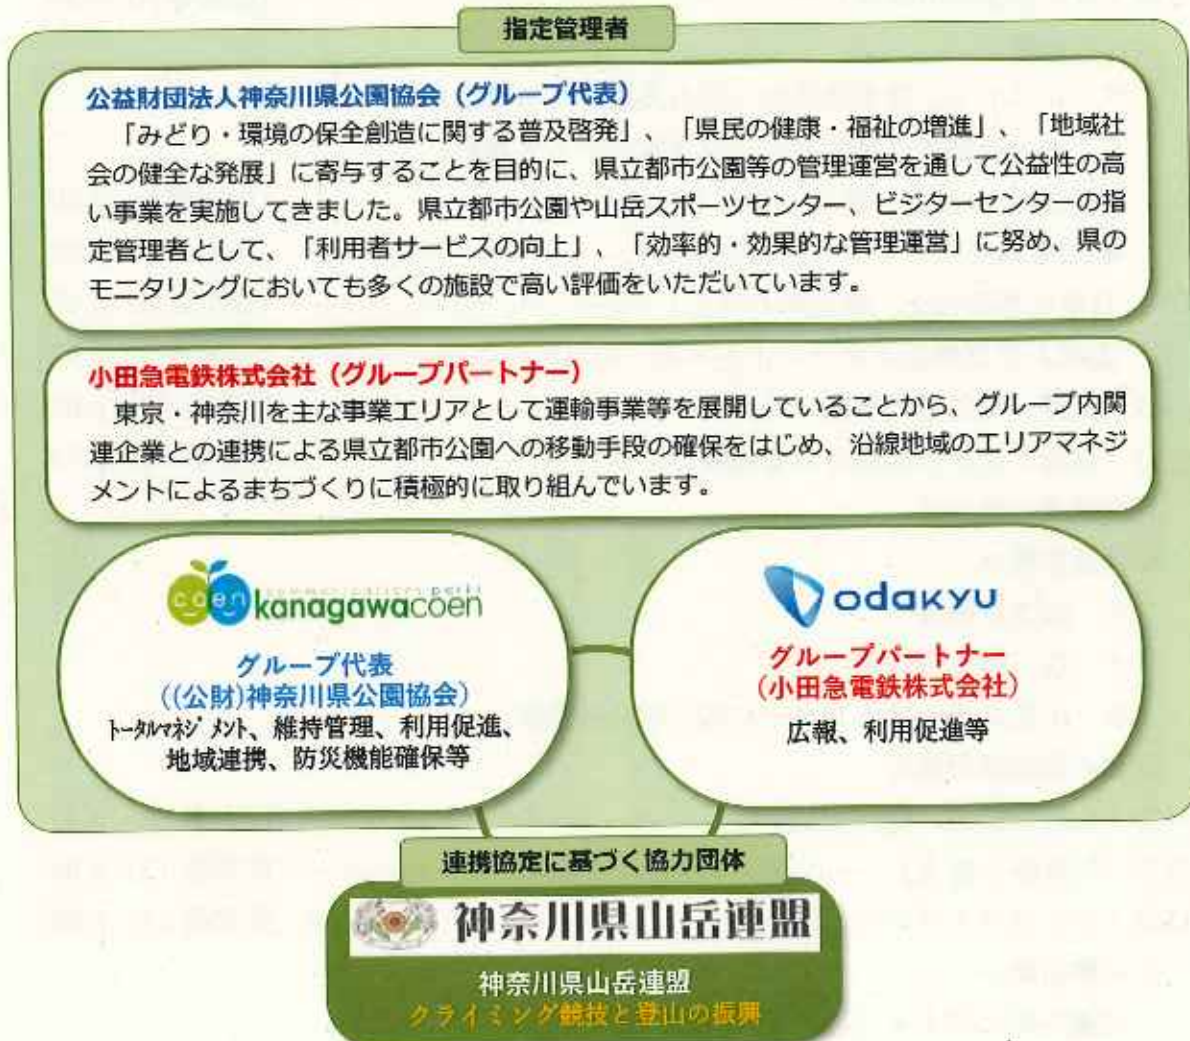 指定管理者
公益財団法人神奈川県公園協会（グループ代表）
「みどり・環境の保全創造に関する普及啓発」、「県民の健康・福祉の増進」、「地域社
会の健全な発展」に寄与することを目的に、県立都市公園等の管理運営を通して公益性の高
い事業を実施してきました。県立都市公園や山岳スポーツセンター、ビジターセンターの指
定管理者として、「利用者サービスの向上」、「効率的・効果的な管理運営」に努め、県の
モニタリングにおいても多くの施設で高い評価をいただいています。
小田急電鉄株式会社（グループパートナー）
東京・神奈川を主な事業エリアとして運輸事業等を展開していることから、グループ内関
連企業との連携による県立都市公園への移動手段の確保をはじめ、沿線地域のエリアマネジ
メントによるまちづくりに積極的に取り組んでいます。
coen kanagawacoen
グループ代表
((公財)神奈川県公園協会)
トータルマネジメント、維持管理、利用促進、
地域連携、防災機能確保等
odakyu
グループパートナー
(小田急電鉄株式会社)
広報、利用促進等
連携協定に基づく協力団体
神奈川県山岳連盟
神奈川県山岳連盟
クライミング競技と登山の振興